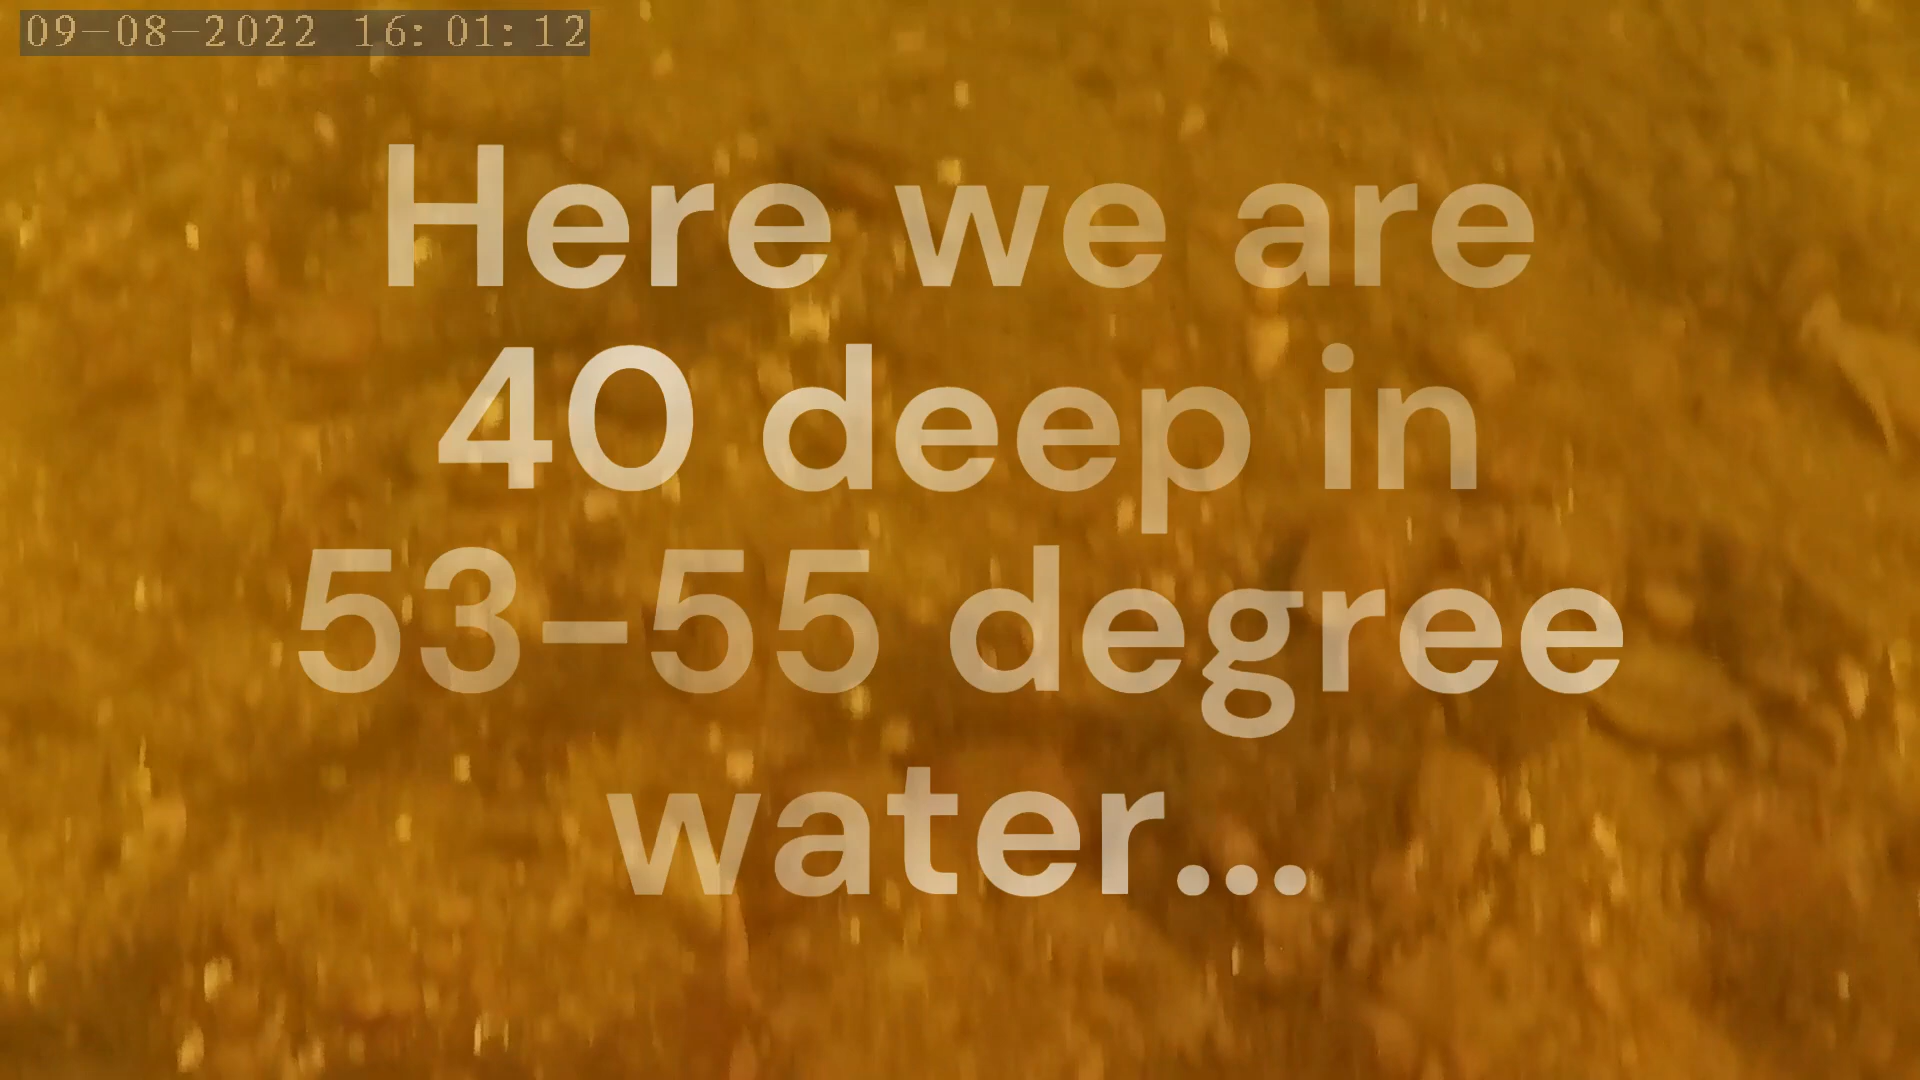 09-08-2022 16:01:12
Here we are
40 deep in
53-55 degree
water...